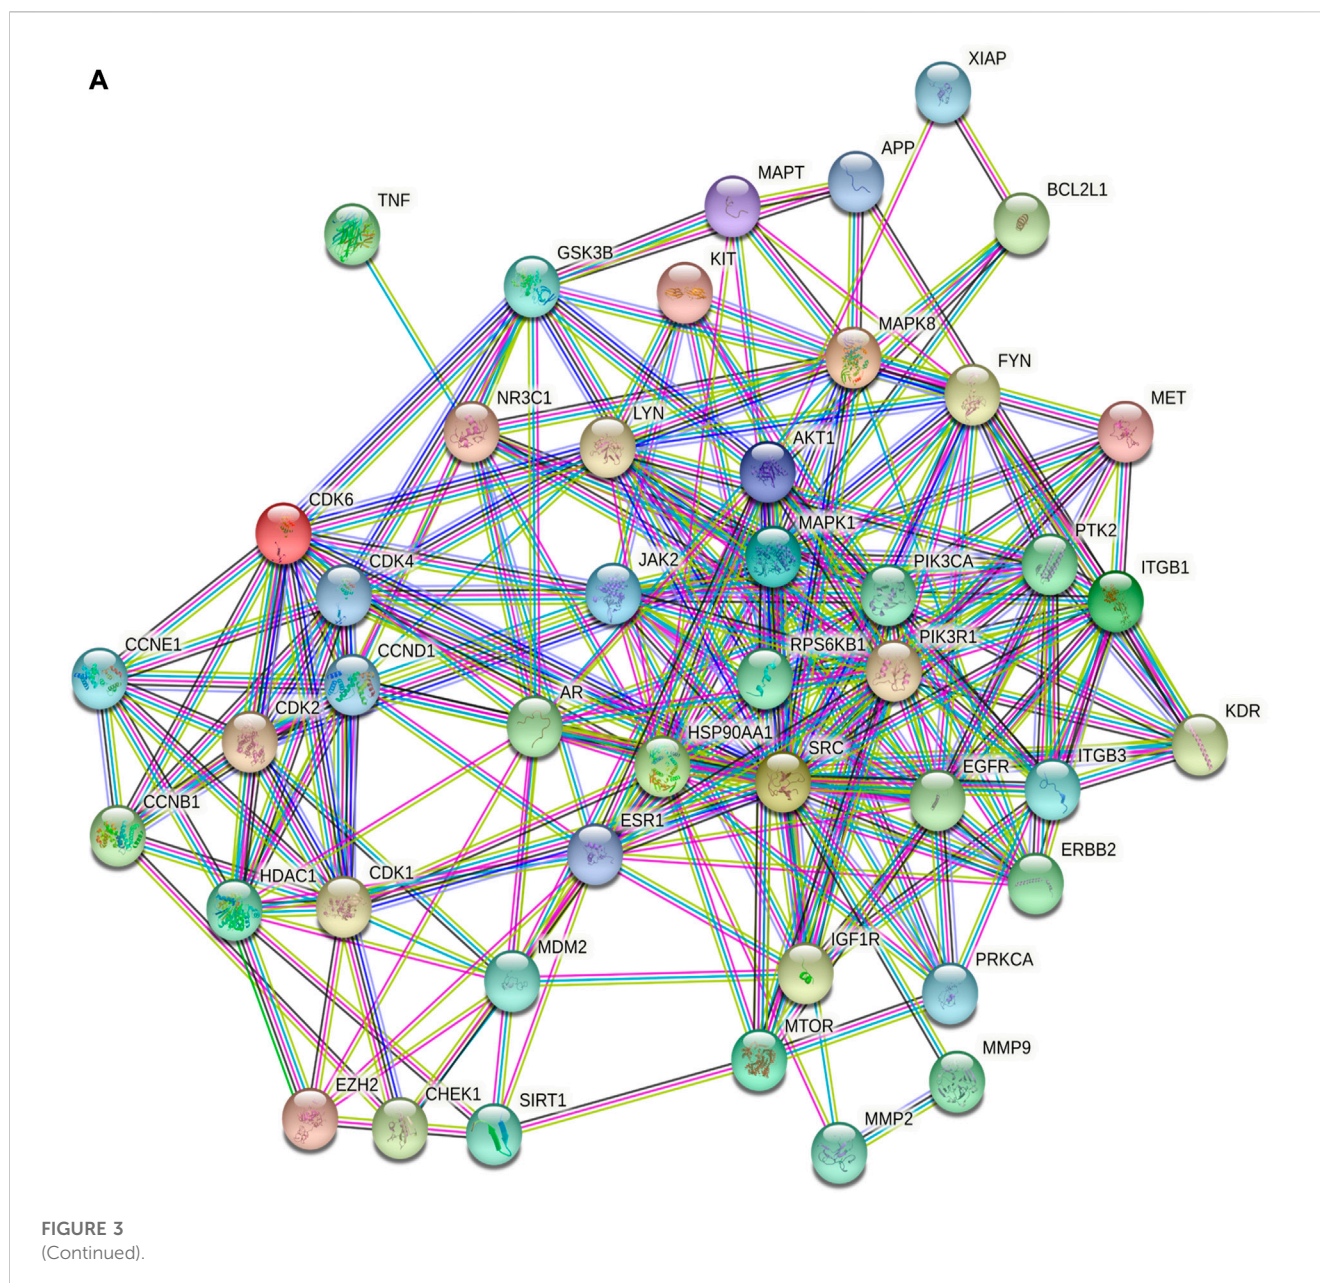 A
XIAP
APP
MAPT
BCL2L1
TNF
GSK3B
KIT
MAPK8
FYN
MET
NR3C1
LYN
AKT1
CDK6
MAPK1
PTK2
CDK4
JAK2
PIK3CA
ITGB1
CCNE1
CCND1
RPS6KB1
PIK3R1
AR
CDK2
HSP90AA1
KDR
SRC
ITGB3
EGFR
CCNB1
ESR1
ERBB2
HDAC1
CDK1
MDM2
IGF1R
PRKCA
MTOR
MMP9
EZH2
CHEK1
SIRT1
MMP2
FIGURE 3
(Continued).